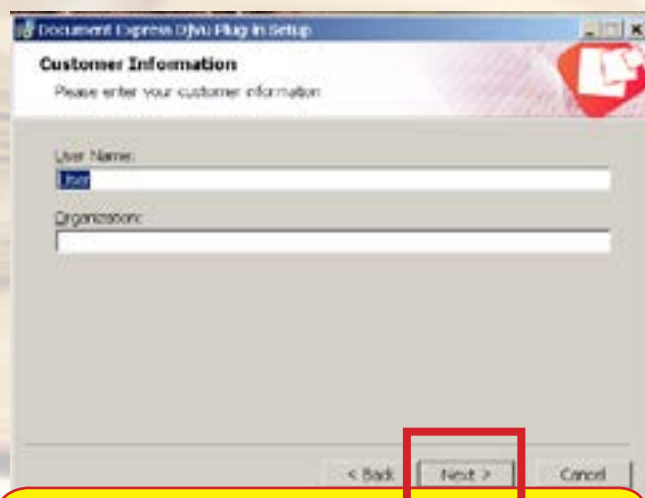 Document Express DjVu Plug-in Setup
Customer Information
Please enter your customer information
User Name:
User
Organization:
< Back
Next >
Cancel